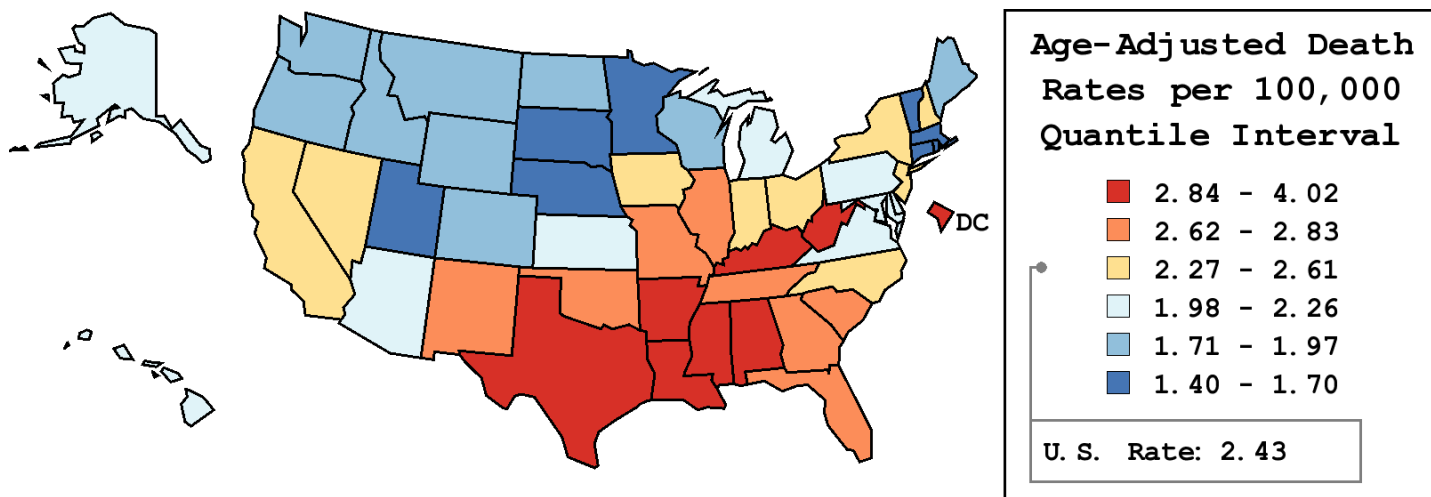 Age-Adjusted Death
Rates per 100,000
Quantile Interval
2.84 - 4.02
2.62 - 2.83
2.27 - 2.61
1.98 - 2.26
1.71 - 1.97
1.40 - 1.70
DC
U.S. Rate: 2.43